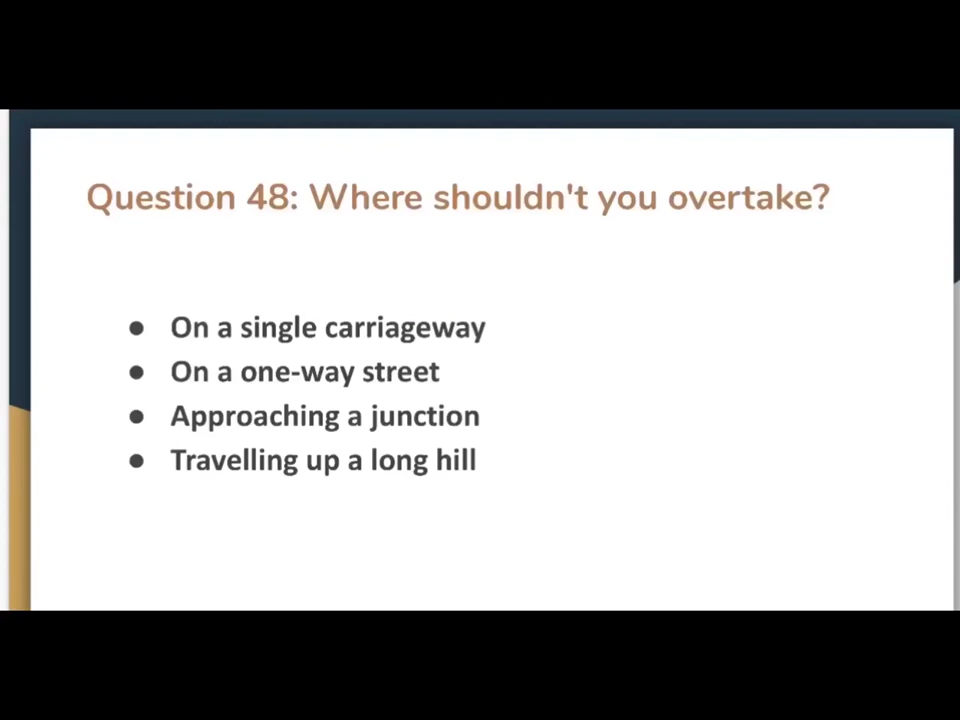 Question 48: Where shouldn't you overtake?
● On a single carriageway
● On a one-way street
● Approaching a junction
● Travelling up a long hill